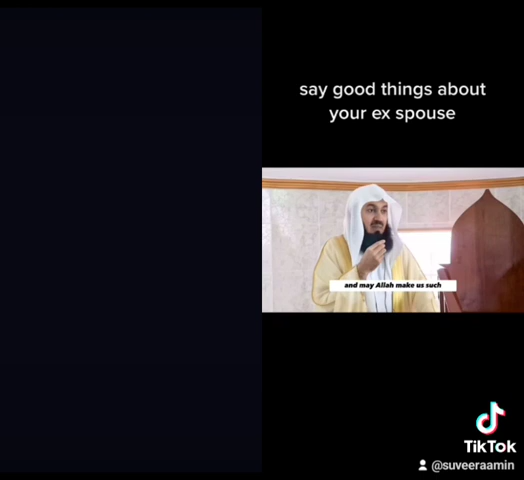 say good things about
your ex spouse
and may Allah make us such
TikTok
@suveeraamin